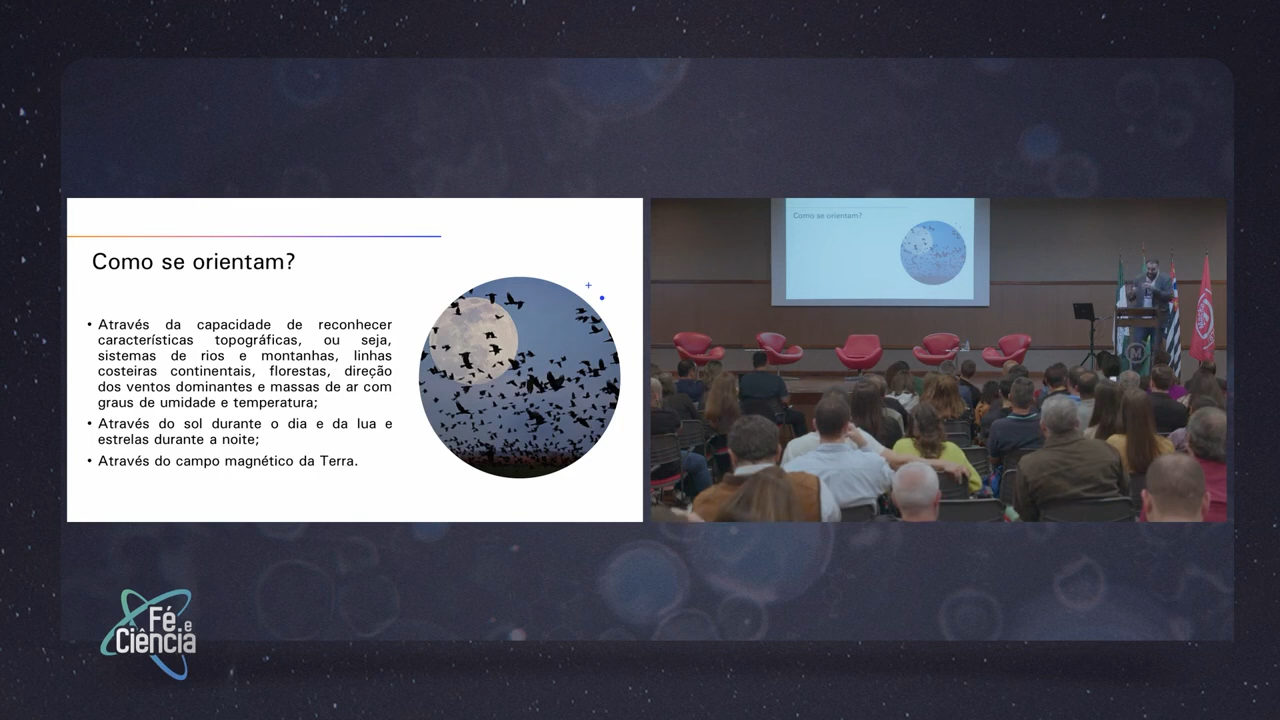 Como se orientam?
• Através da capacidade de reconhecer
características topográficas, ou seja,
sistemas de rios e montanhas, linhas
costeiras continentais, florestas, direção
dos ventos dominantes e massas de ar com
graus de umidade e temperatura;
• Através do sol durante o dia e da lua e
estrelas durante a noite;
• Através do campo magnético da Terra.
Como se orientam?
M
Fé e
Ciência